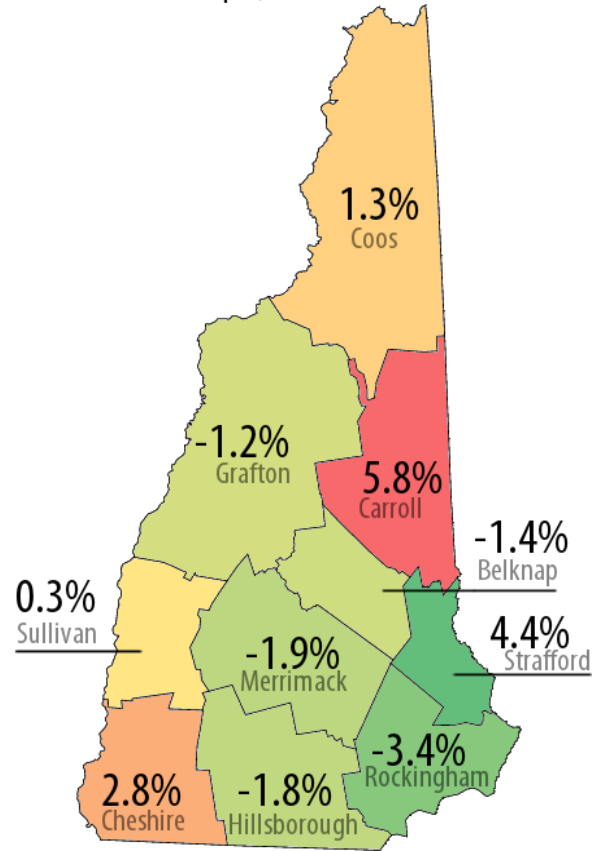 1.3%
Coos
-1.2%
Grafton
5.8%
Carroll
-1.4%
Belknap
0.3%
Sullivan
4.4%
Strafford
-1.9%
Merrimack
-3.4%
Rockingham
2.8%
Cheshire
-1.8%
Hillsborough